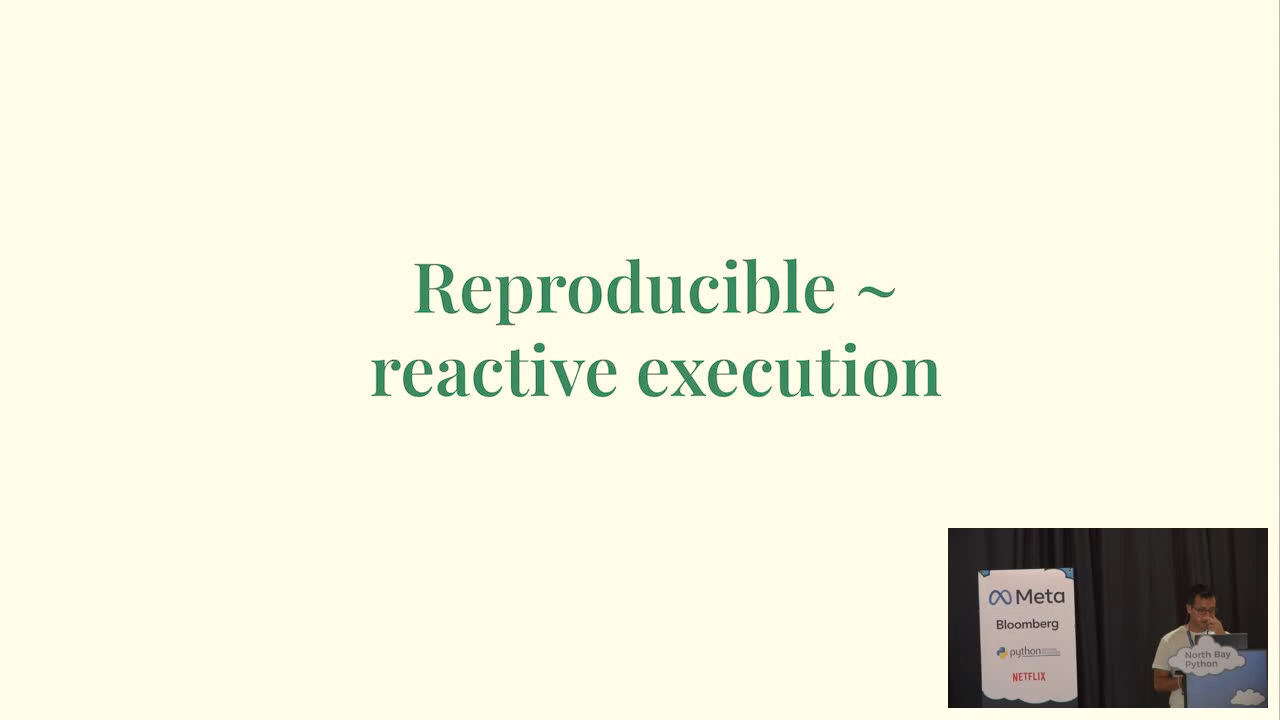 Reproducible ~
reactive execution
Meta
Bloomberg
python
NETFLIX
North Bay
Python